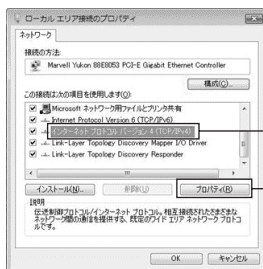 ローカル エリア接続のプロパティ
ネットワーク
接続の方法:
Marvell Yukon 88E8053 PCI-E Gigabit Ethernet Controller
構成(C)...
この接続は次の項目を使用します(O):
Microsoft ネットワーク用ファイルとプリンタ共有
Internet Protocol Version 6 (TCP/IPv6)
インターネット プロトコル バージョン 4 (TCP/IPv4)
Link-Layer Topology Discovery Mapper I/O Driver
Link-Layer Topology Discovery Responder
インストール(N)...
削除(U)
プロパティ(R)
説明
伝送制御プロトコル/インターネット プロトコル。相互接続されたさまざまな
ネットワーク間の通信を提供する、既定のワイド エリア ネットワーク プロトコ
ルです。
OK
キャンセル